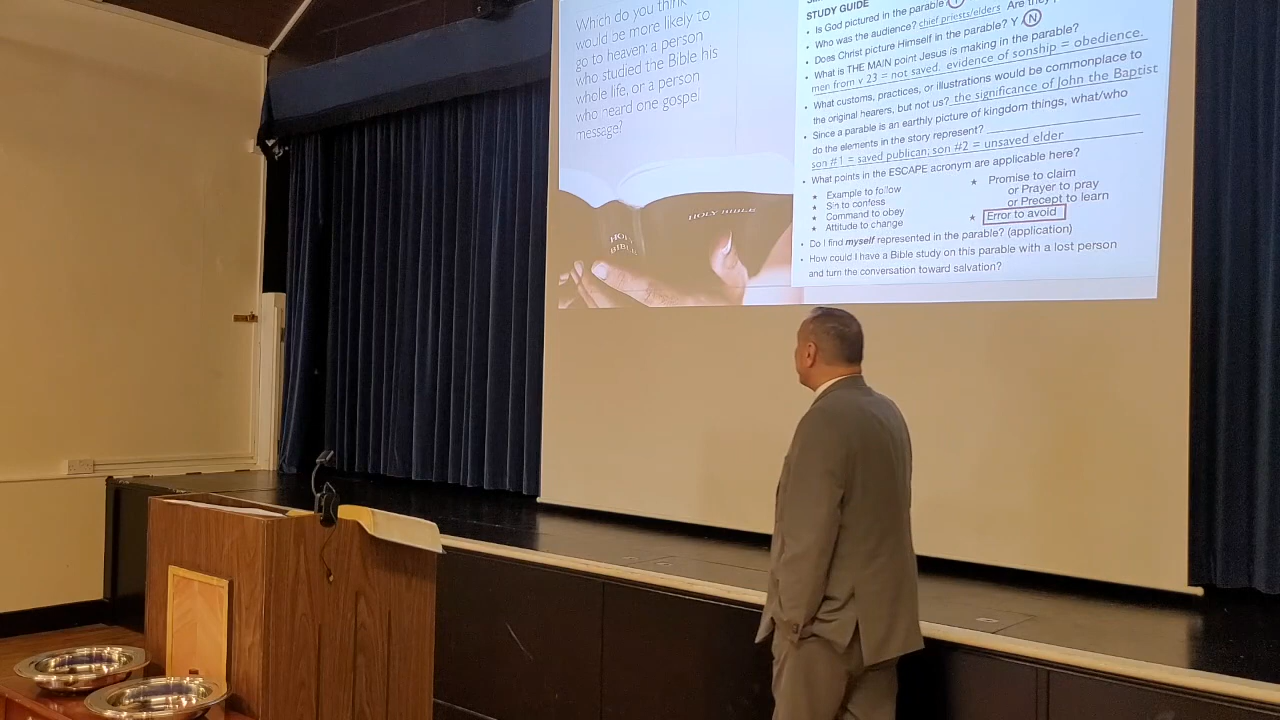 Which do you think
would be more likely to
go to heaven: a person
who studied the Bible his
whole life, or a person
who heard one gospel
message?
HOLY BIBLE
HOLY
BIBLE
STUDY GUIDE
• Is God pictured in the parable Y
• Who was the audience? chief priests/elders. Are they
• Does Christ picture Himself in the parable? Y N
• What is THE MAIN point Jesus is making in the parable?
men from v 23 = not saved. evidence of sonship = obedience.
• What customs, practices, or illustrations would be commonplace to
the original hearers, but not us? the significance of John the Baptist
• Since a parable is an earthly picture of kingdom things, what/who
do the elements in the story represent?
son #1 = saved publican; son #2 = unsaved elder
• What points in the ESCAPE acronym are applicable here?
★ Example to follow
★ Sin to confess
★ Command to obey
★ Attitude to change
★ Promise to claim
or Prayer to pray
or Precept to learn
★ Error to avoid
• Do I find myself represented in the parable? (application)
• How could I have a Bible study on this parable with a lost person
and turn the conversation toward salvation?